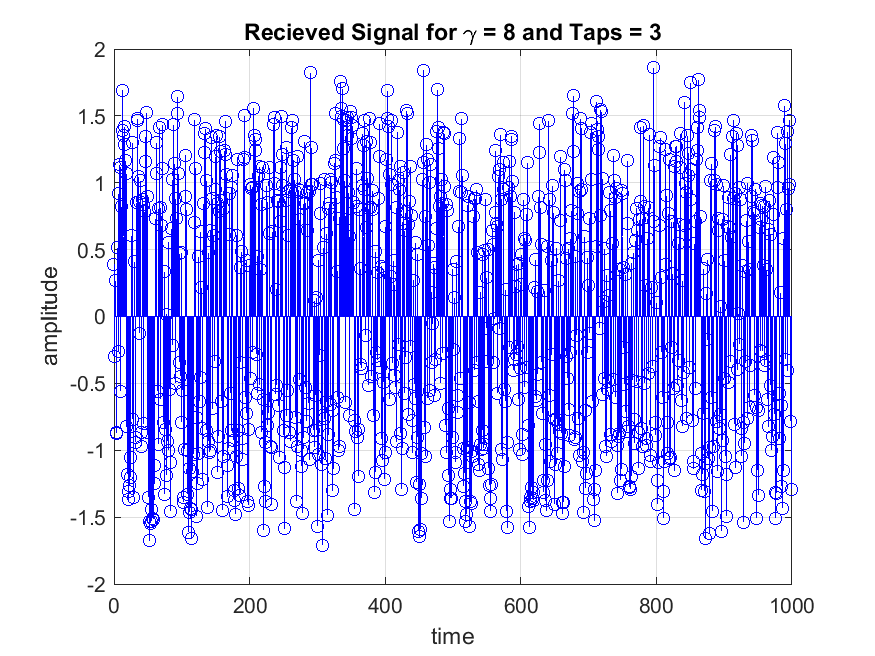 Recieved Signal for γ = 8 and Taps = 3
2
1.5
1
0.5
0
-0.5
-1
-1.5
-2
amplitude
0 200 400 600 800 1000
time